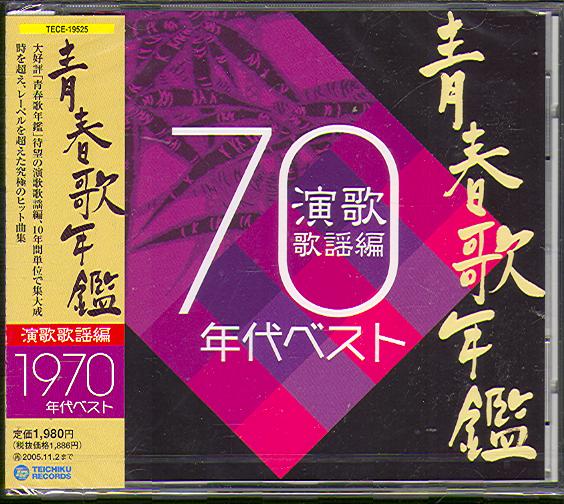 TECE-19525
青春歌年鑑
大好評「青春歌年鑑」待望の演歌歌謡編、10年間単位で集大成
時を超え、レーベルを超えた究極のヒット曲集
演歌歌謡編
1970
年代ベスト
定価1,980円
(税抜価格1,886円)
再 2005.11.2まで
TEICHIKU
RECORDS
70
演歌
歌謡編
年代ベスト
青春歌年鑑